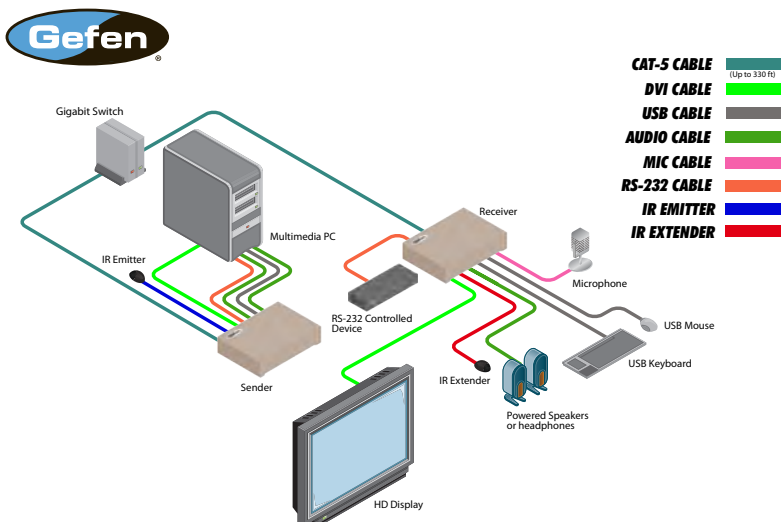 Gefen
®
CAT-5 CABLE
(Up to 330 ft)
DVI CABLE
USB CABLE
AUDIO CABLE
MIC CABLE
RS-232 CABLE
IR EMITTER
IR EXTENDER
Gigabit Switch
Multimedia PC
IR Emitter
Sender
Receiver
RS-232 Controlled
Device
Microphone
USB Mouse
USB Keyboard
IR Extender
Powered Speakers
or headphones
HD Display